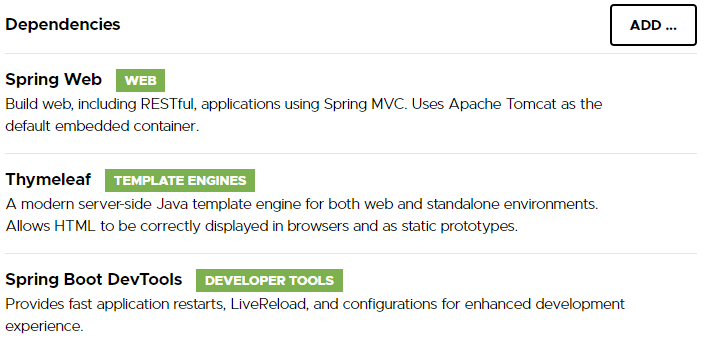 Dependencies ADD ...
Spring Web WEB
Build web, including RESTful, applications using Spring MVC. Uses Apache Tomcat as the
default embedded container.
Thymeleaf TEMPLATE ENGINES
A modern server-side Java template engine for both web and standalone environments.
Allows HTML to be correctly displayed in browsers and as static prototypes.
Spring Boot DevTools DEVELOPER TOOLS
Provides fast application restarts, LiveReload, and configurations for enhanced development
experience.